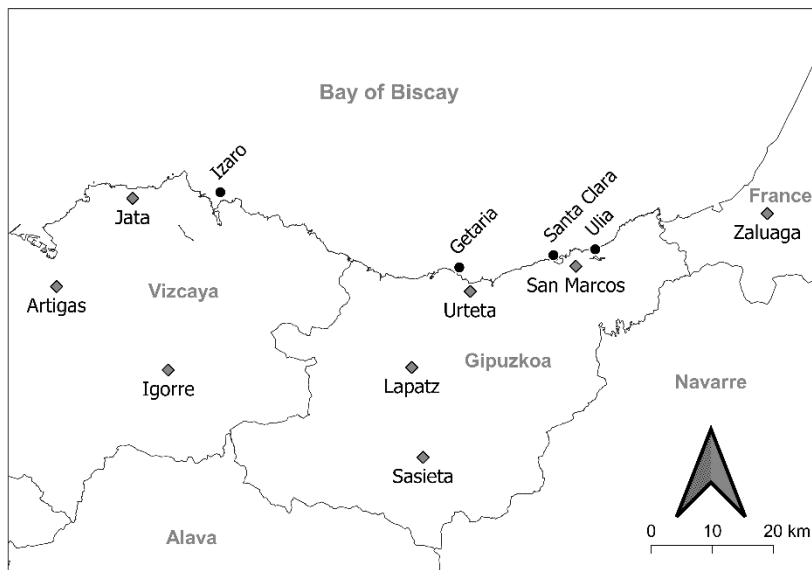 Bay of Biscay
Izaro
Jata
Getaria
Santa Clara
Ulia
France
Zaluaga
Artigas
Vizcaya
Urteta
San Marcos
Igorre
Lapatz
Gipuzkoa
Navarre
Sasieta
Alava
0 10 20 km